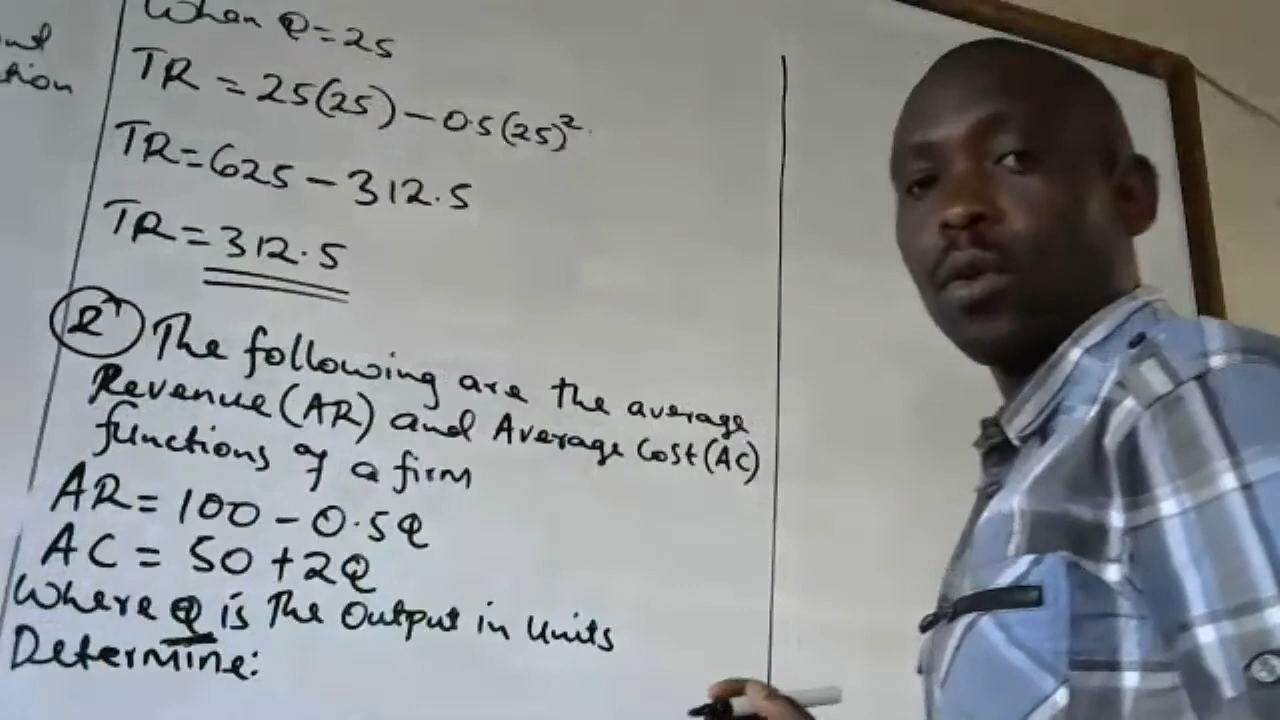 When Q=25
TR = 25(25) - 0.5(25)²
TR = 625 - 312.5
TR = 312.5
2 The following are the average
Revenue (AR) and Average Cost (AC)
functions of a firm
AR = 100 - 0.5Q
AC = 50 + 2Q
Where Q is The Output in Units
Determine: